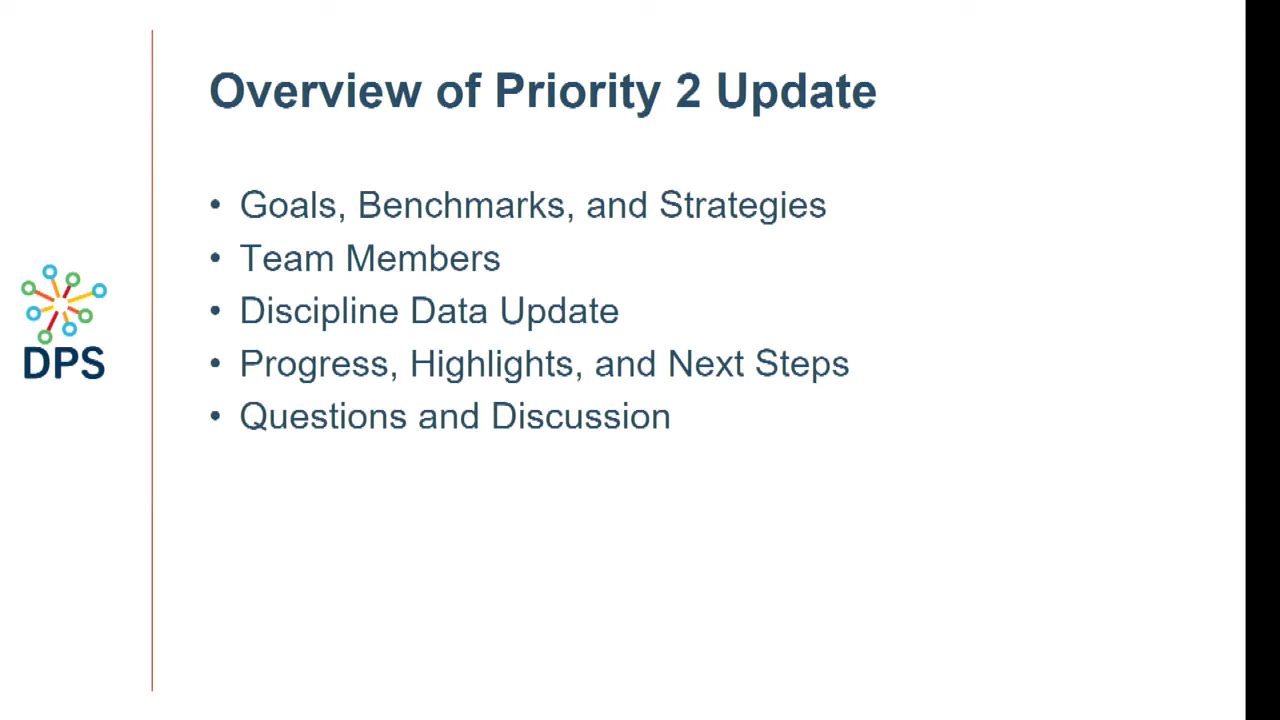 Overview of Priority 2 Update
• Goals, Benchmarks, and Strategies
• Team Members
• Discipline Data Update
• Progress, Highlights, and Next Steps
• Questions and Discussion
DPS